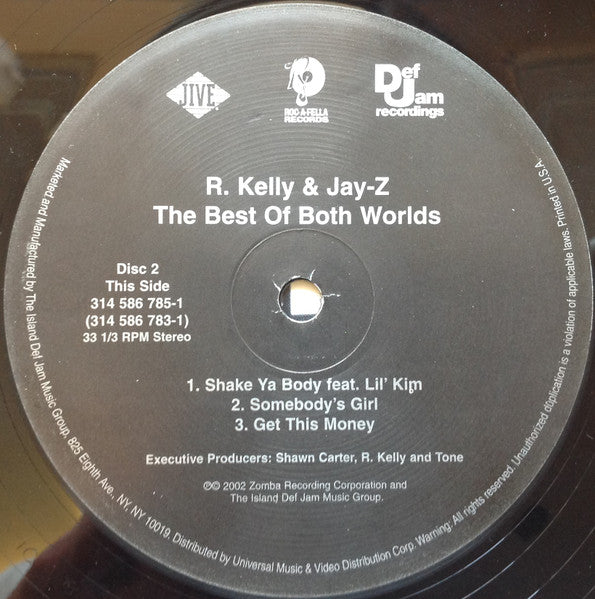 JIVE
ROC-A-FELLA
RECORDS
Def
Jam
recordings
R. Kelly & Jay-Z
The Best Of Both Worlds
Disc 2
This Side
314 586 785-1
(314 586 783-1)
33 1/3 RPM Stereo
1. Shake Ya Body feat. Lil' Kim
2. Somebody's Girl
3. Get This Money
Executive Producers: Shawn Carter, R. Kelly and Tone
℗© 2002 Zomba Recording Corporation and
The Island Def Jam Music Group.
Marketed and Manufactured by The Island Def Jam Music Group, 825 Eighth Ave., NY, NY 10019. Distributed by Universal Music & Video Distribution Corp. Warning: All rights reserved. Unauthorized duplication is a violation of applicable laws. Printed in U.S.A.